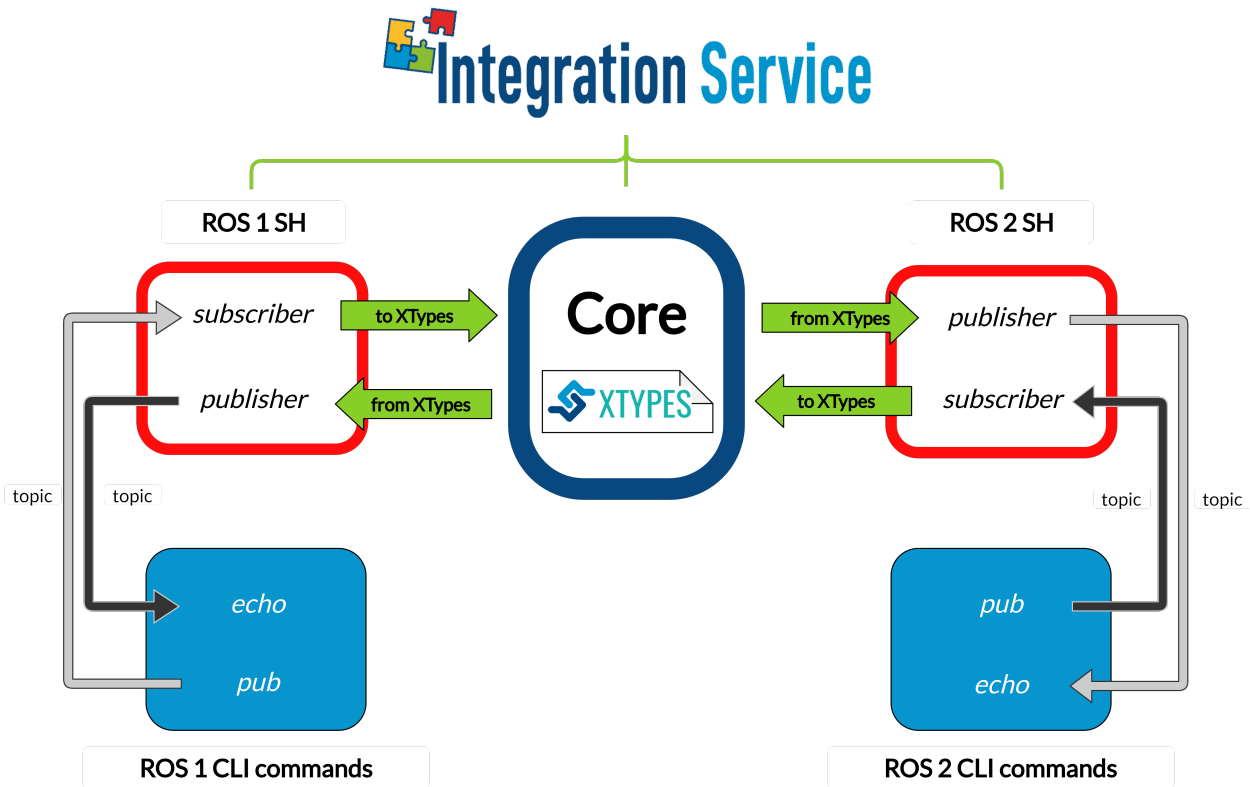 Integration Service
ROS 1 SH
ROS 2 SH
subscriber
to XTypes
Core
from XTypes
publisher
publisher
from XTypes
XTYPES
to XTypes
subscriber
topic
topic
topic
topic
echo
pub
pub
echo
ROS 1 CLI commands
ROS 2 CLI commands